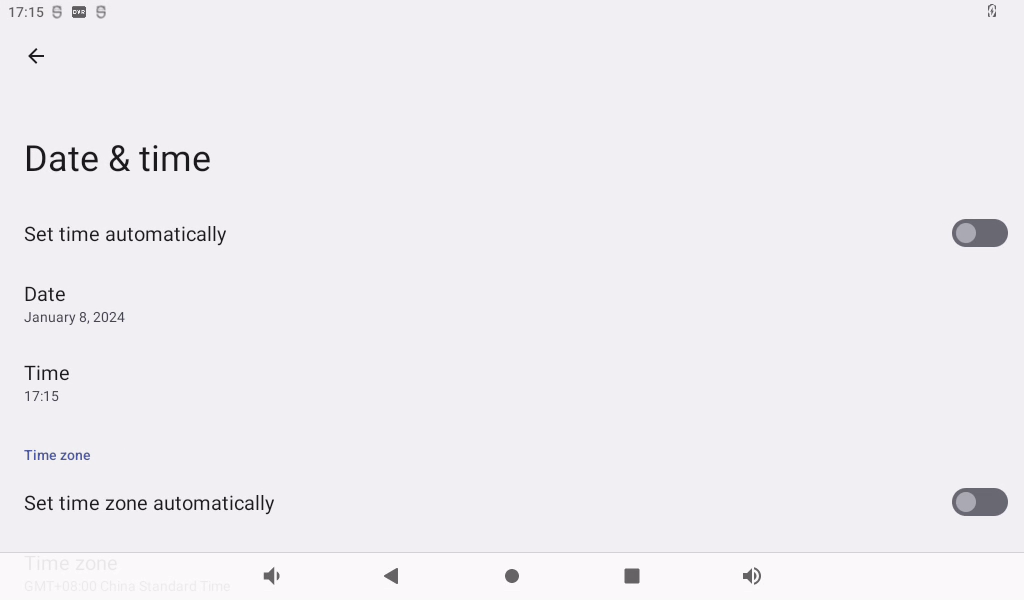 17:15
DVR
Date & time
Set time automatically
Date
January 8, 2024
Time
17:15
Time zone
Set time zone automatically
Time zone
GMT+08:00 China Standard Time